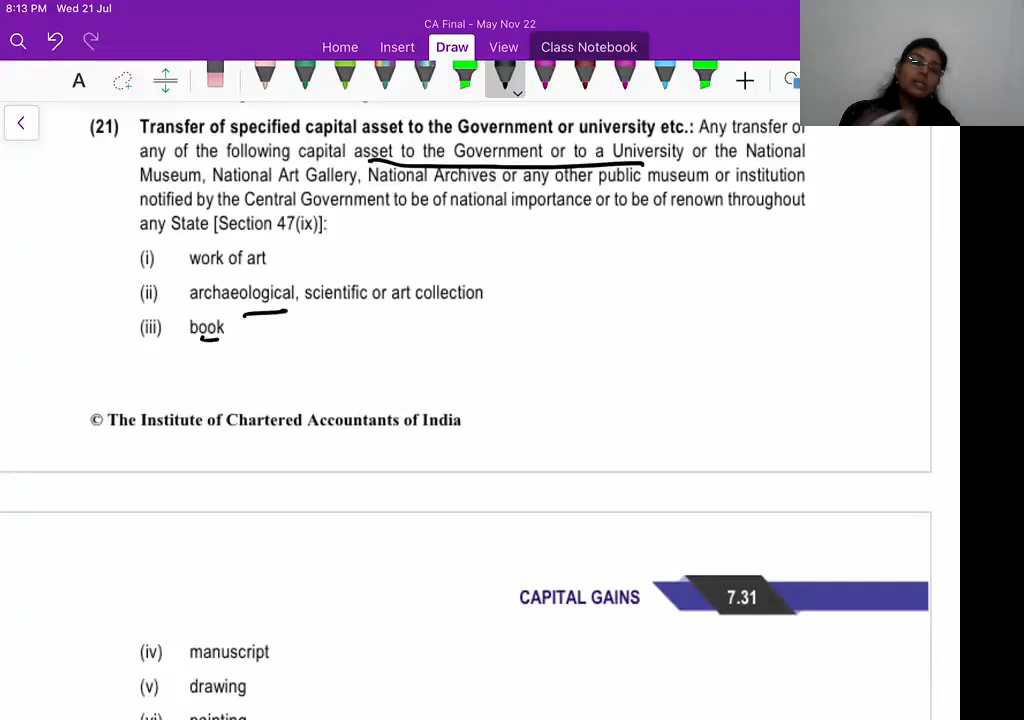 8:13 PM Wed 21 Jul
CA Final - May Nov 22
Home Insert Draw View Class Notebook
A
(21) Transfer of specified capital asset to the Government or university etc.: Any transfer of
any of the following capital asset to the Government or to a University or the National
Museum, National Art Gallery, National Archives or any other public museum or institution
notified by the Central Government to be of national importance or to be of renown throughout
any State [Section 47(ix)]:
(i) work of art
(ii) archaeological, scientific or art collection
(iii) book
© The Institute of Chartered Accountants of India
CAPITAL GAINS 7.31
(iv) manuscript
(v) drawing
(vi) painting